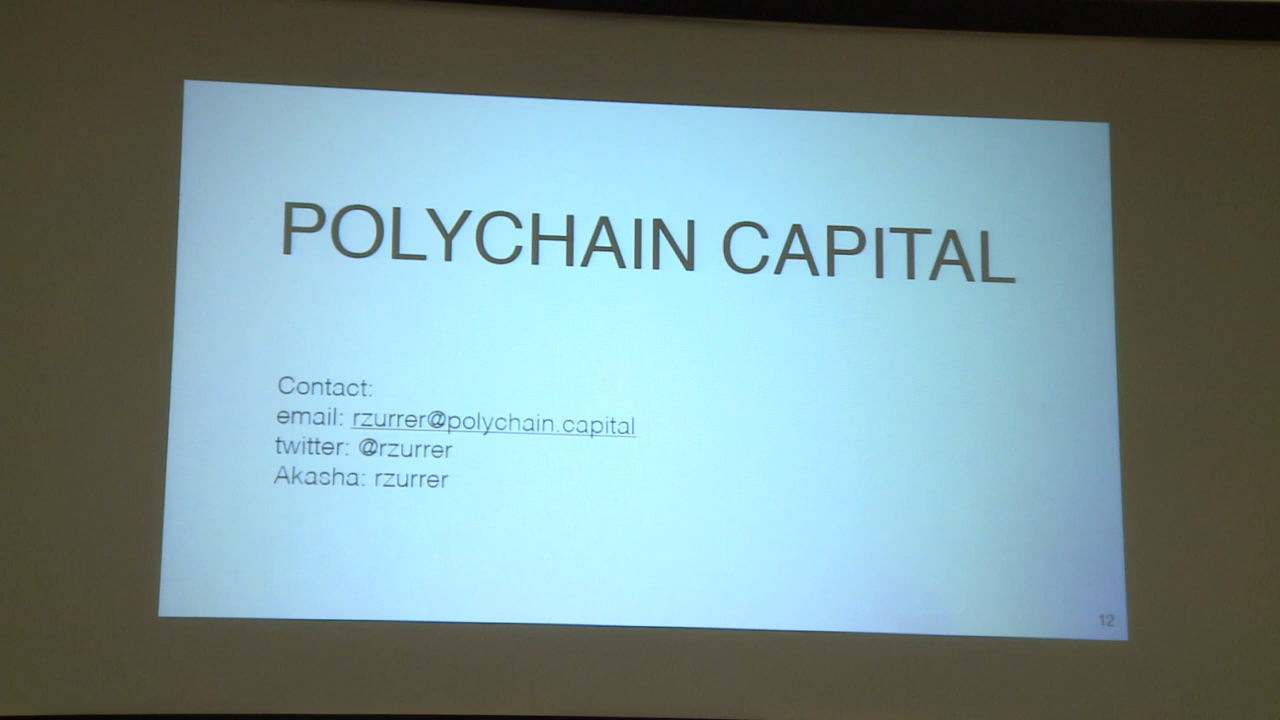 POLYCHAIN CAPITAL
Contact:
email: rzurrer@polychain.capital
twitter: @rzurrer
Akasha: rzurrer
12